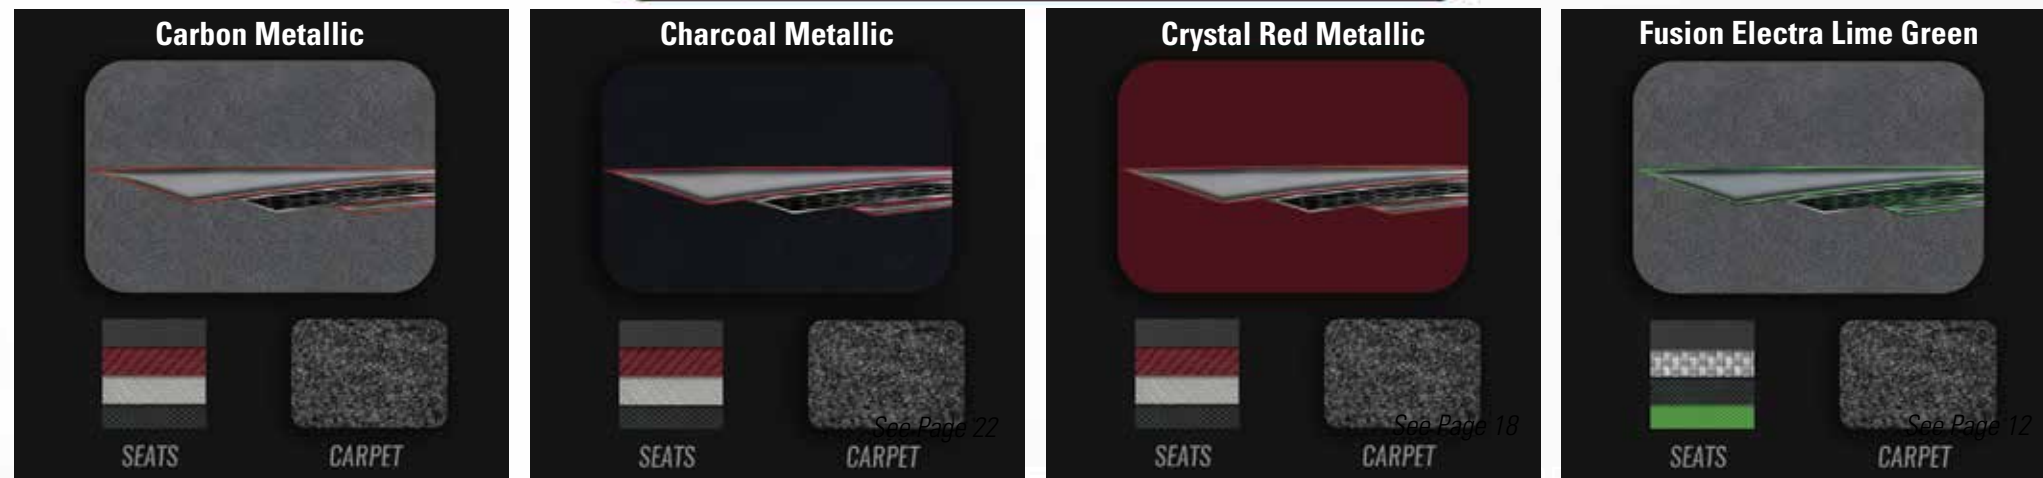 Carbon Metallic
SEATS
CARPET
Charcoal Metallic
See Page 22
SEATS
CARPET
Crystal Red Metallic
See Page 18
SEATS
CARPET
Fusion Electra Lime Green
See Page 12
SEATS
CARPET